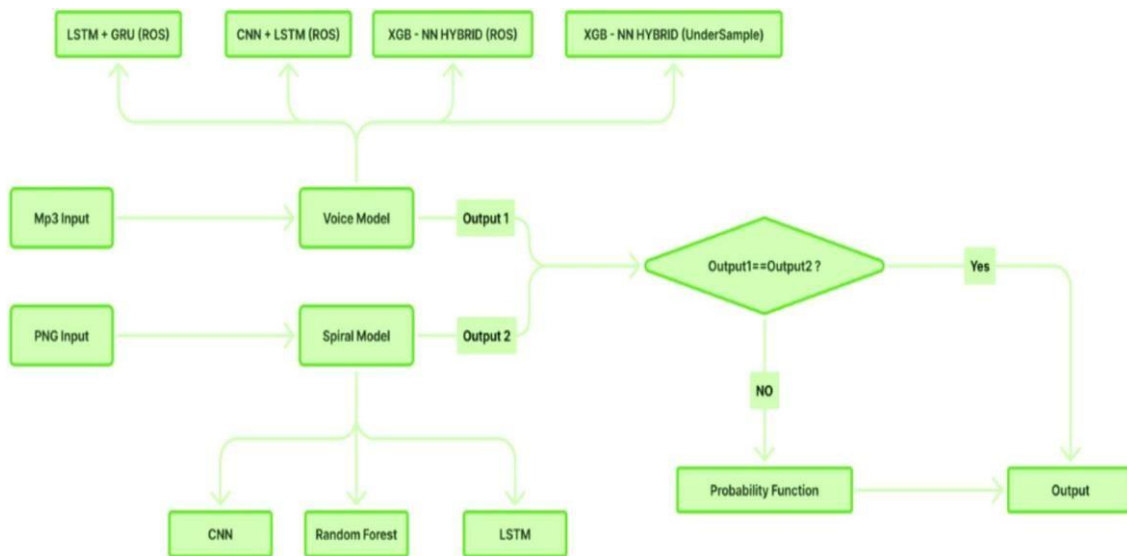 LSTM + GRU (ROS)
CNN + LSTM (ROS)
XGB - NN HYBRID (ROS)
XGB - NN HYBRID (UnderSample)
Mp3 Input
Voice Model
Output 1
Output1==Output2 ?
Yes
PNG Input
Spiral Model
Output 2
NO
Probability Function
Output
CNN
Random Forest
LSTM